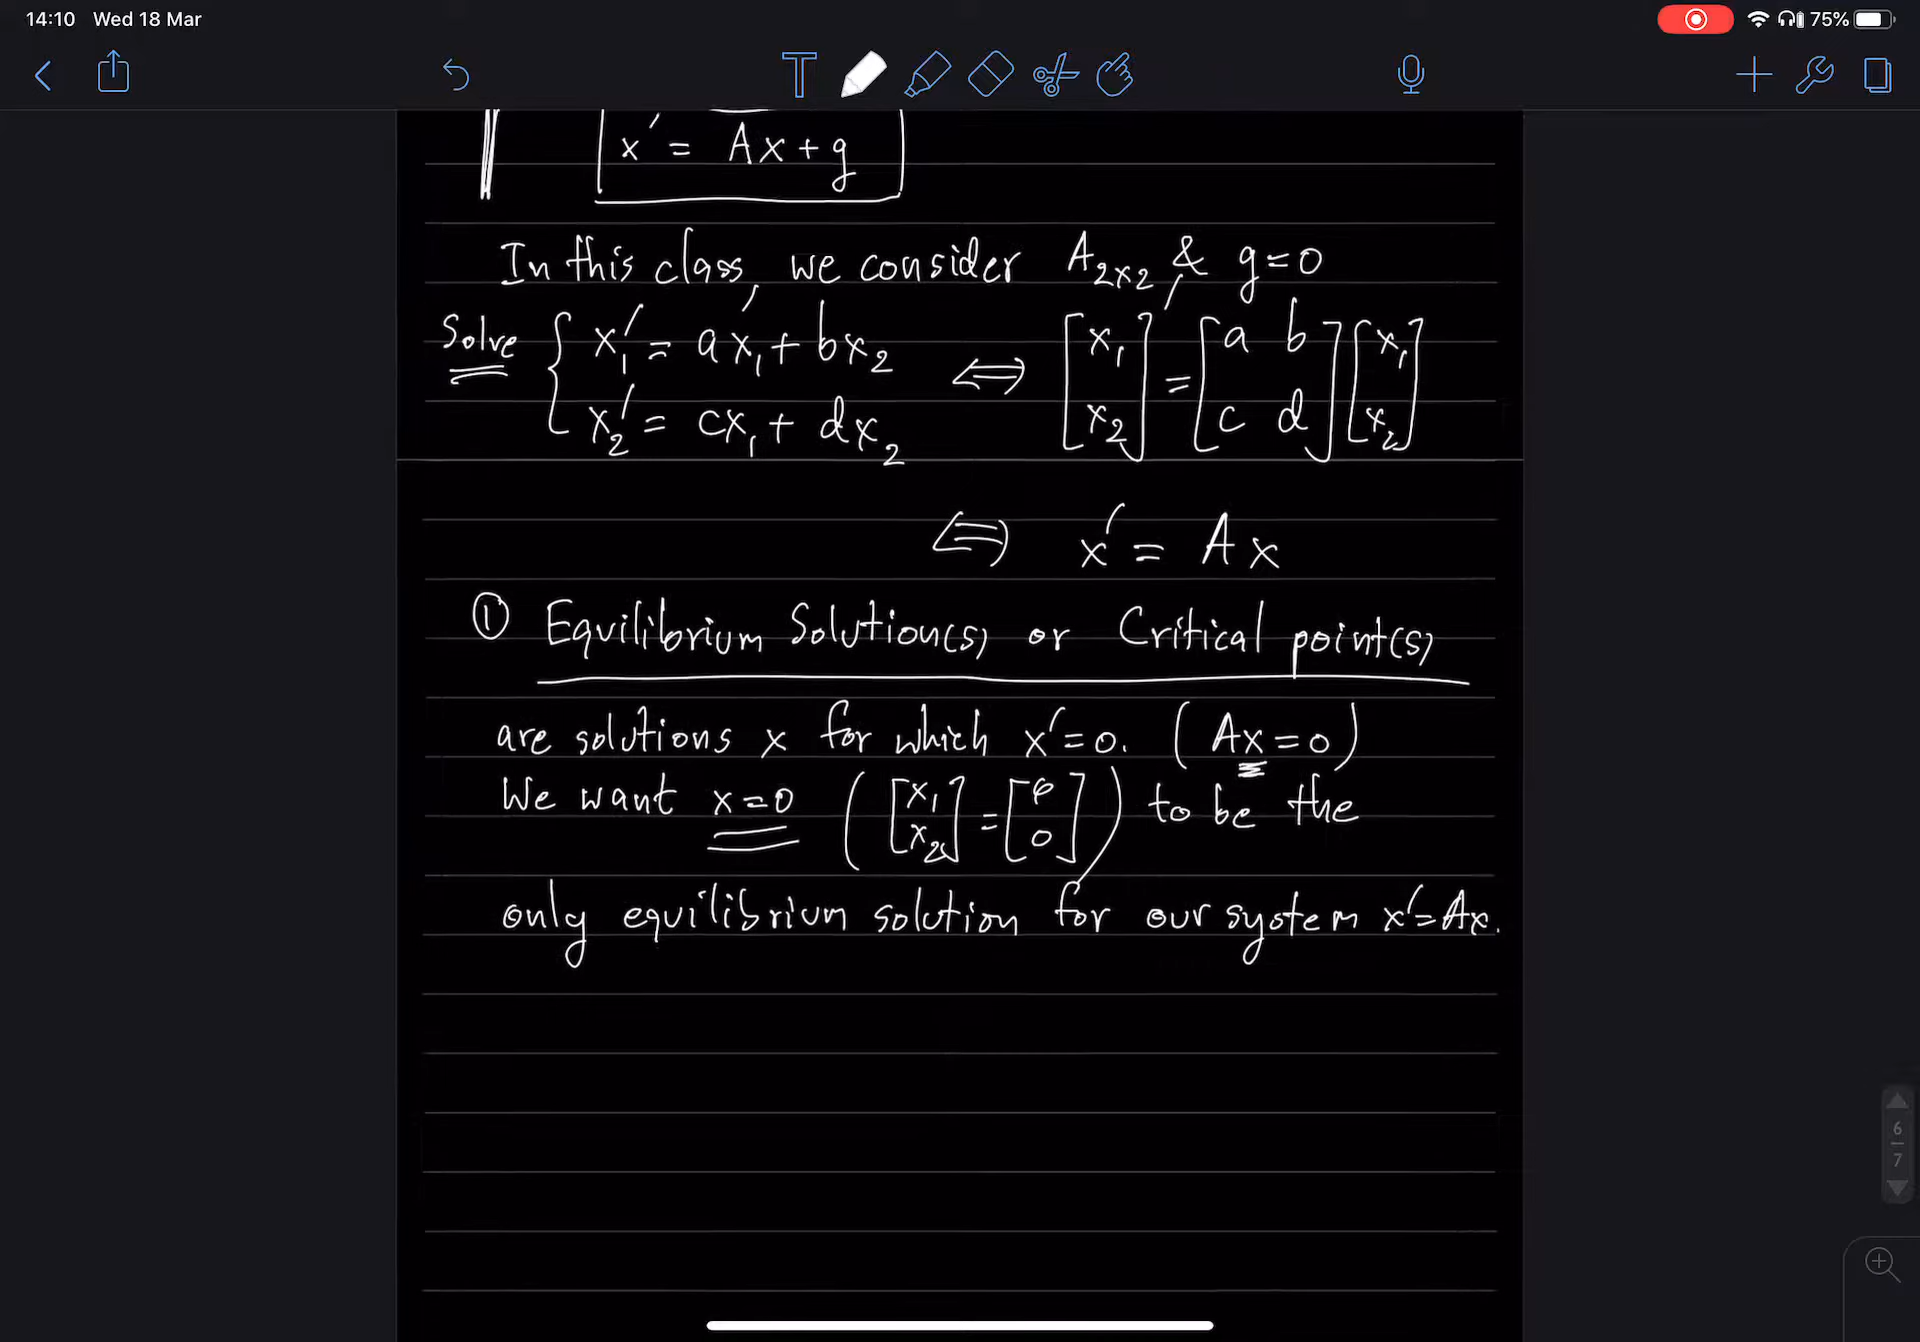 14:10 Wed 18 Mar 75%
T
x' = Ax + g
In this class, we consider A2x2, & g=0
Solve { x1' = ax1 + bx2 ⇔ [x1 x2]' = [a b c d] [x1 x2]
x2' = cx1 + dx2
⇔ x' = Ax
① Equilibrium Solution(s) or Critical point(s)
are solutions x for which x'=0. (Ax=0)
We want x=0 ([x1 x2] = [0 0]) to be the
only equilibrium solution for our system x'=Ax.
6
7